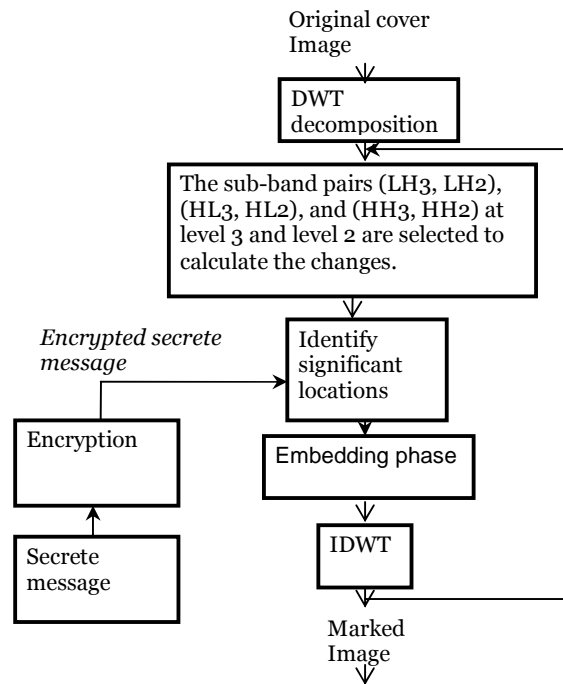 Original cover
Image
DWT
decomposition
The sub-band pairs (LH3, LH2),
(HL3, HL2), and (HH3, HH2) at
level 3 and level 2 are selected to
calculate the changes.
Encrypted secrete
message
Identify
significant
locations
Encryption
Embedding phase
Secrete
message
IDWT
Marked
Image